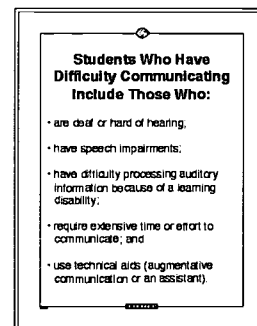 Students Who Have
Difficulty Communicating
Include Those Who:
• are deaf or hard of hearing;
• have speech impairments;
• have difficulty processing auditory
information because of a learning
disability;
• require extensive time or effort to
communicate; and
• use technical aids (augmentative
communication or an assistant).